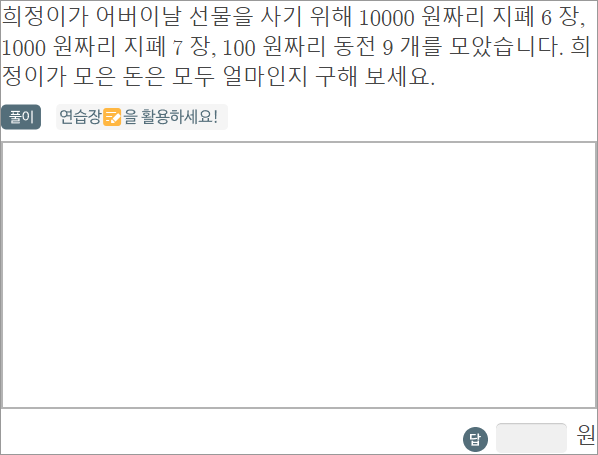 희정이가 어버이날 선물을 사기 위해 10000 원짜리 지폐 6 장,
1000 원짜리 지폐 7 장, 100 원짜리 동전 9 개를 모았습니다. 희
정이가 모은 돈은 모두 얼마인지 구해 보세요.
풀이 연습장을 활용하세요!
답 원